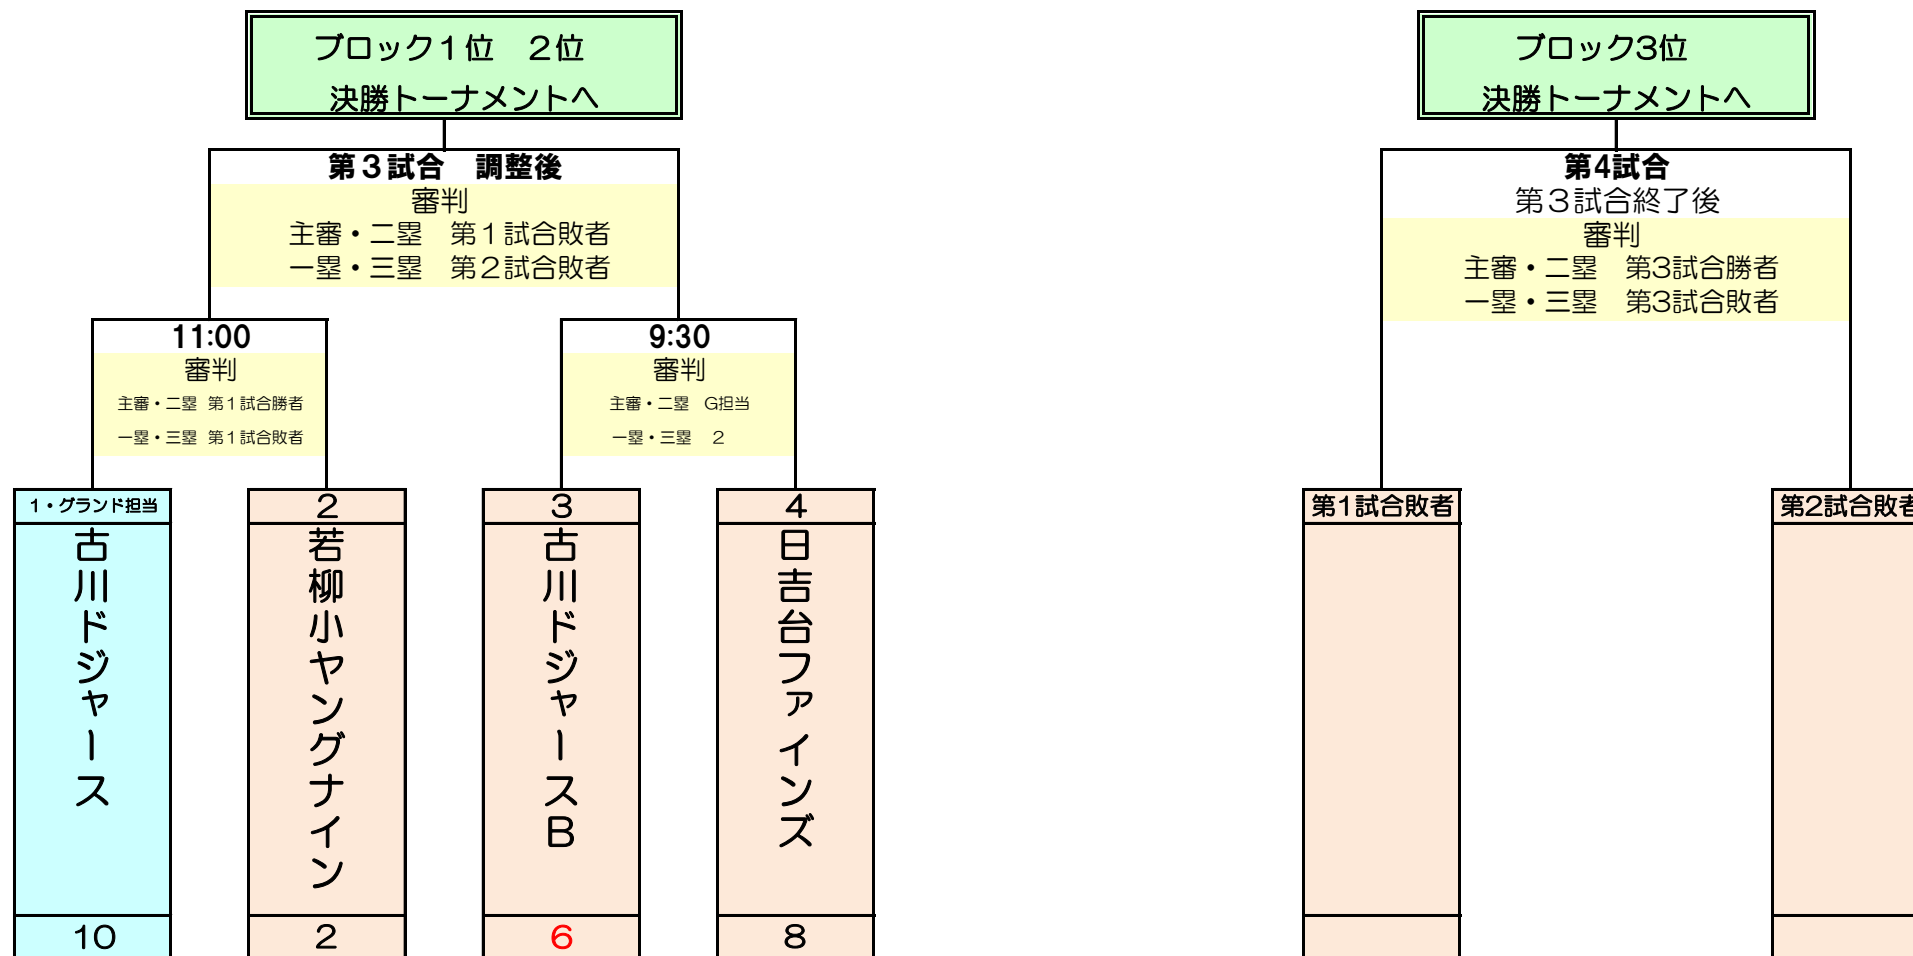 ブロック１位　２位
決勝トーナメントへ
第３試合　調整後
審判
主審・二塁　第１試合敗者
一塁・三塁　第２試合敗者
11:00
審判
主審・二塁 第１試合勝者
一塁・三塁 第１試合敗者
9:30
審判
主審・二塁　G担当
一塁・三塁　２
1・グランド担当
古川ドジャース
10
2
若柳小ヤングナイン
2
3
古川ドジャースB
6
4
日吉台ファインズ
8
ブロック3位
決勝トーナメントへ
第4試合
第３試合終了後
審判
主審・二塁　第3試合勝者
一塁・三塁　第3試合敗者
第1試合敗者
第2試合敗者